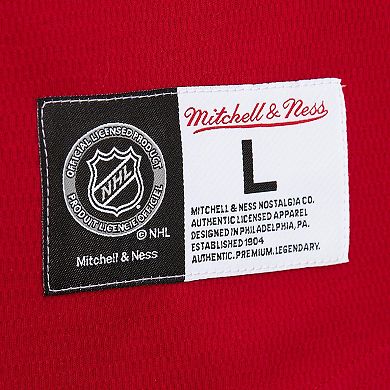 OFFICIAL LICENSED PRODUCT
NHL
PRODUIT LICENCIÉ OFFICIEL
© NHL
Mitchell & Ness
Mitchell & Ness
L
MITCHELL & NESS NOSTALGIA CO.
AUTHENTIC LICENSED APPAREL
DESIGNED IN PHILADELPHIA, PA.
ESTABLISHED 1904
AUTHENTIC.PREMIUM.LEGENDARY.